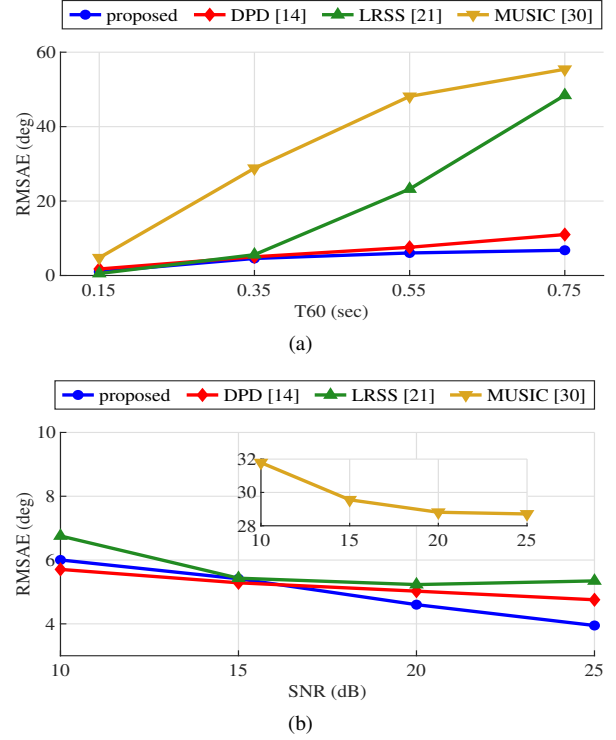 proposed DPD [14] LRSS [21] MUSIC [30]
60
40
20
0
RMSAE (deg)
0.15 0.35 0.55 0.75
T60 (sec)
(a)
proposed DPD [14] LRSS [21] MUSIC [30]
10
8
6
4
RMSAE (deg)
32
30
28
10 15 20 25
10 15 20 25
SNR (dB)
(b)